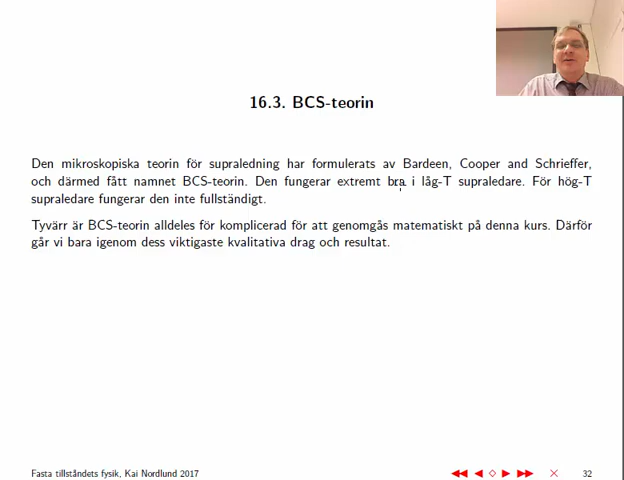 16.3. BCS-teorin
Den mikroskopiska teorin för supraledning har formulerats av Bardeen, Cooper and Schrieffer,
och därmed fått namnet BCS-teorin. Den fungerar extremt bra i låg-T supraledare. För hög-T
supraledare fungerar den inte fullständigt.
Tyvärr är BCS-teorin alldeles för komplicerad för att genomgås matematiskt på denna kurs. Därför
går vi bara igenom dess viktigaste kvalitativa drag och resultat.
Fasta tillståndets fysik, Kai Nordlund 2017
32